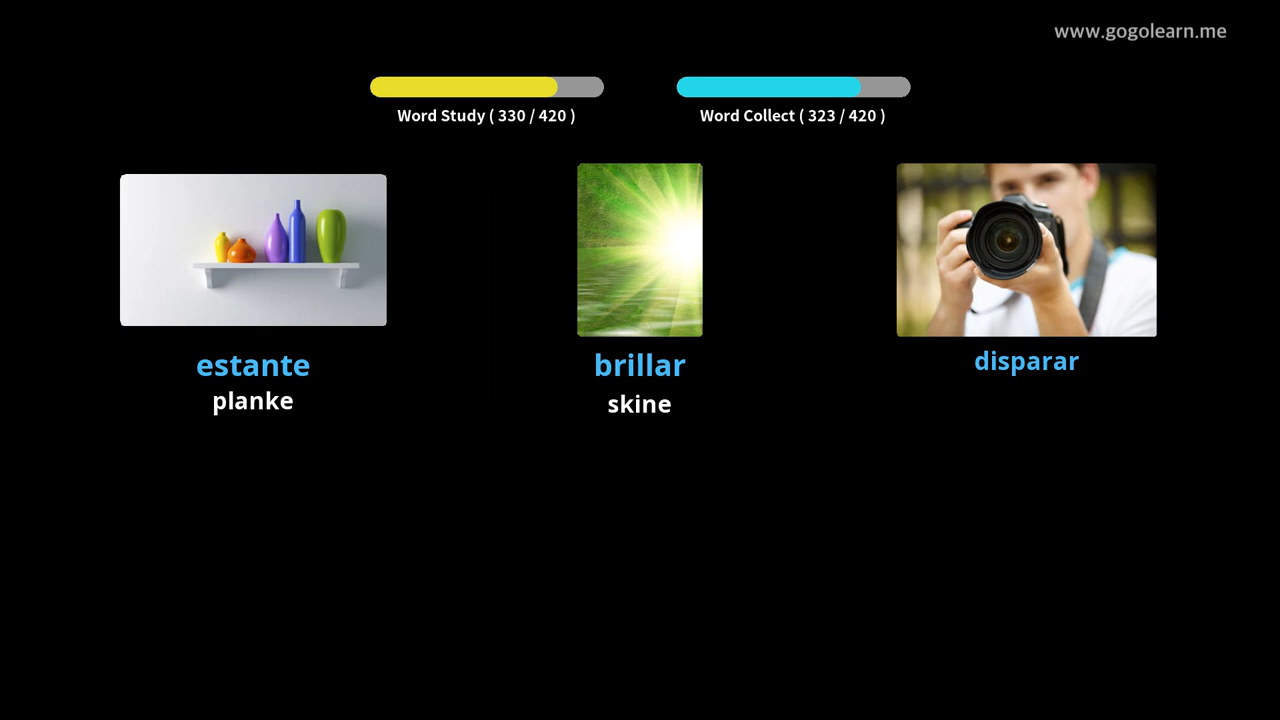 www.gogolearn.me
Word Study ( 330 / 420 )
Word Collect ( 323 / 420 )
estante
planke
brillar
skine
disparar